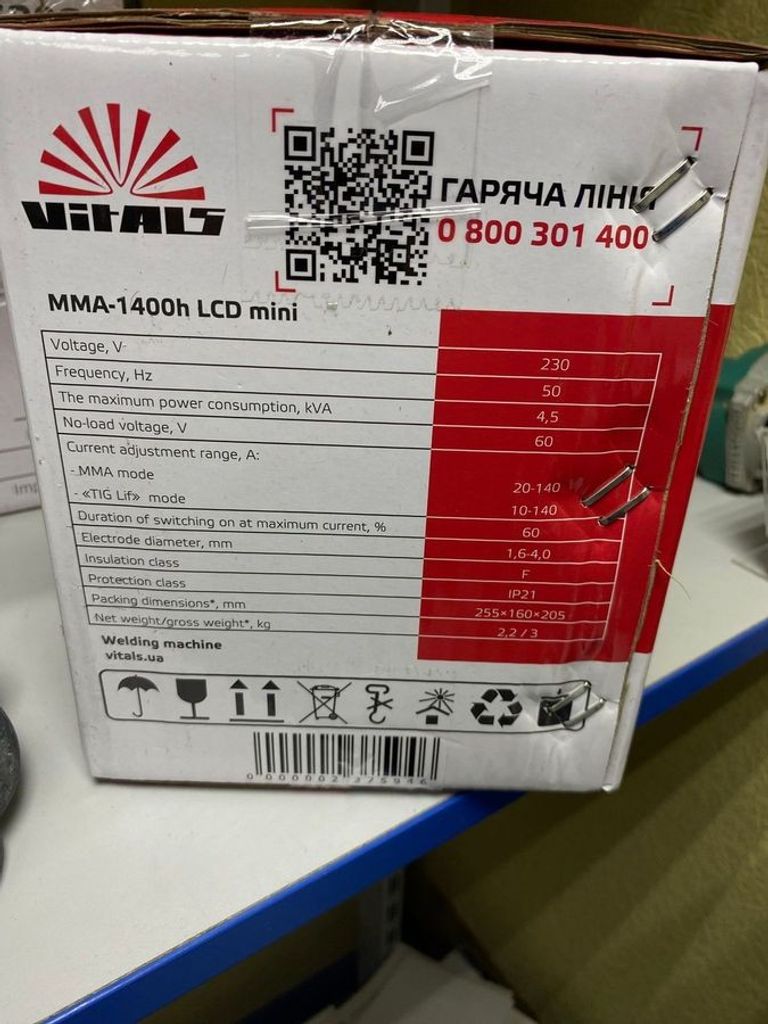 VITALS
ГАРЯЧА ЛІНІЯ
0 800 301 400
MMA-1400h LCD mini
Voltage, V 230
Frequency, Hz 50
The maximum power consumption, kVA 4,5
No-load voltage, V 60
Current adjustment range, A:
- MMA mode 20-140
- «TIG Lif» mode 10-140
Duration of switching on at maximum current, % 60
Electrode diameter, mm 1,6-4,0
Insulation class F
Protection class IP21
Packing dimensions*, mm 255×160×205
Net weight/gross weight*, kg 2,2 / 3
Welding machine
vitals.ua